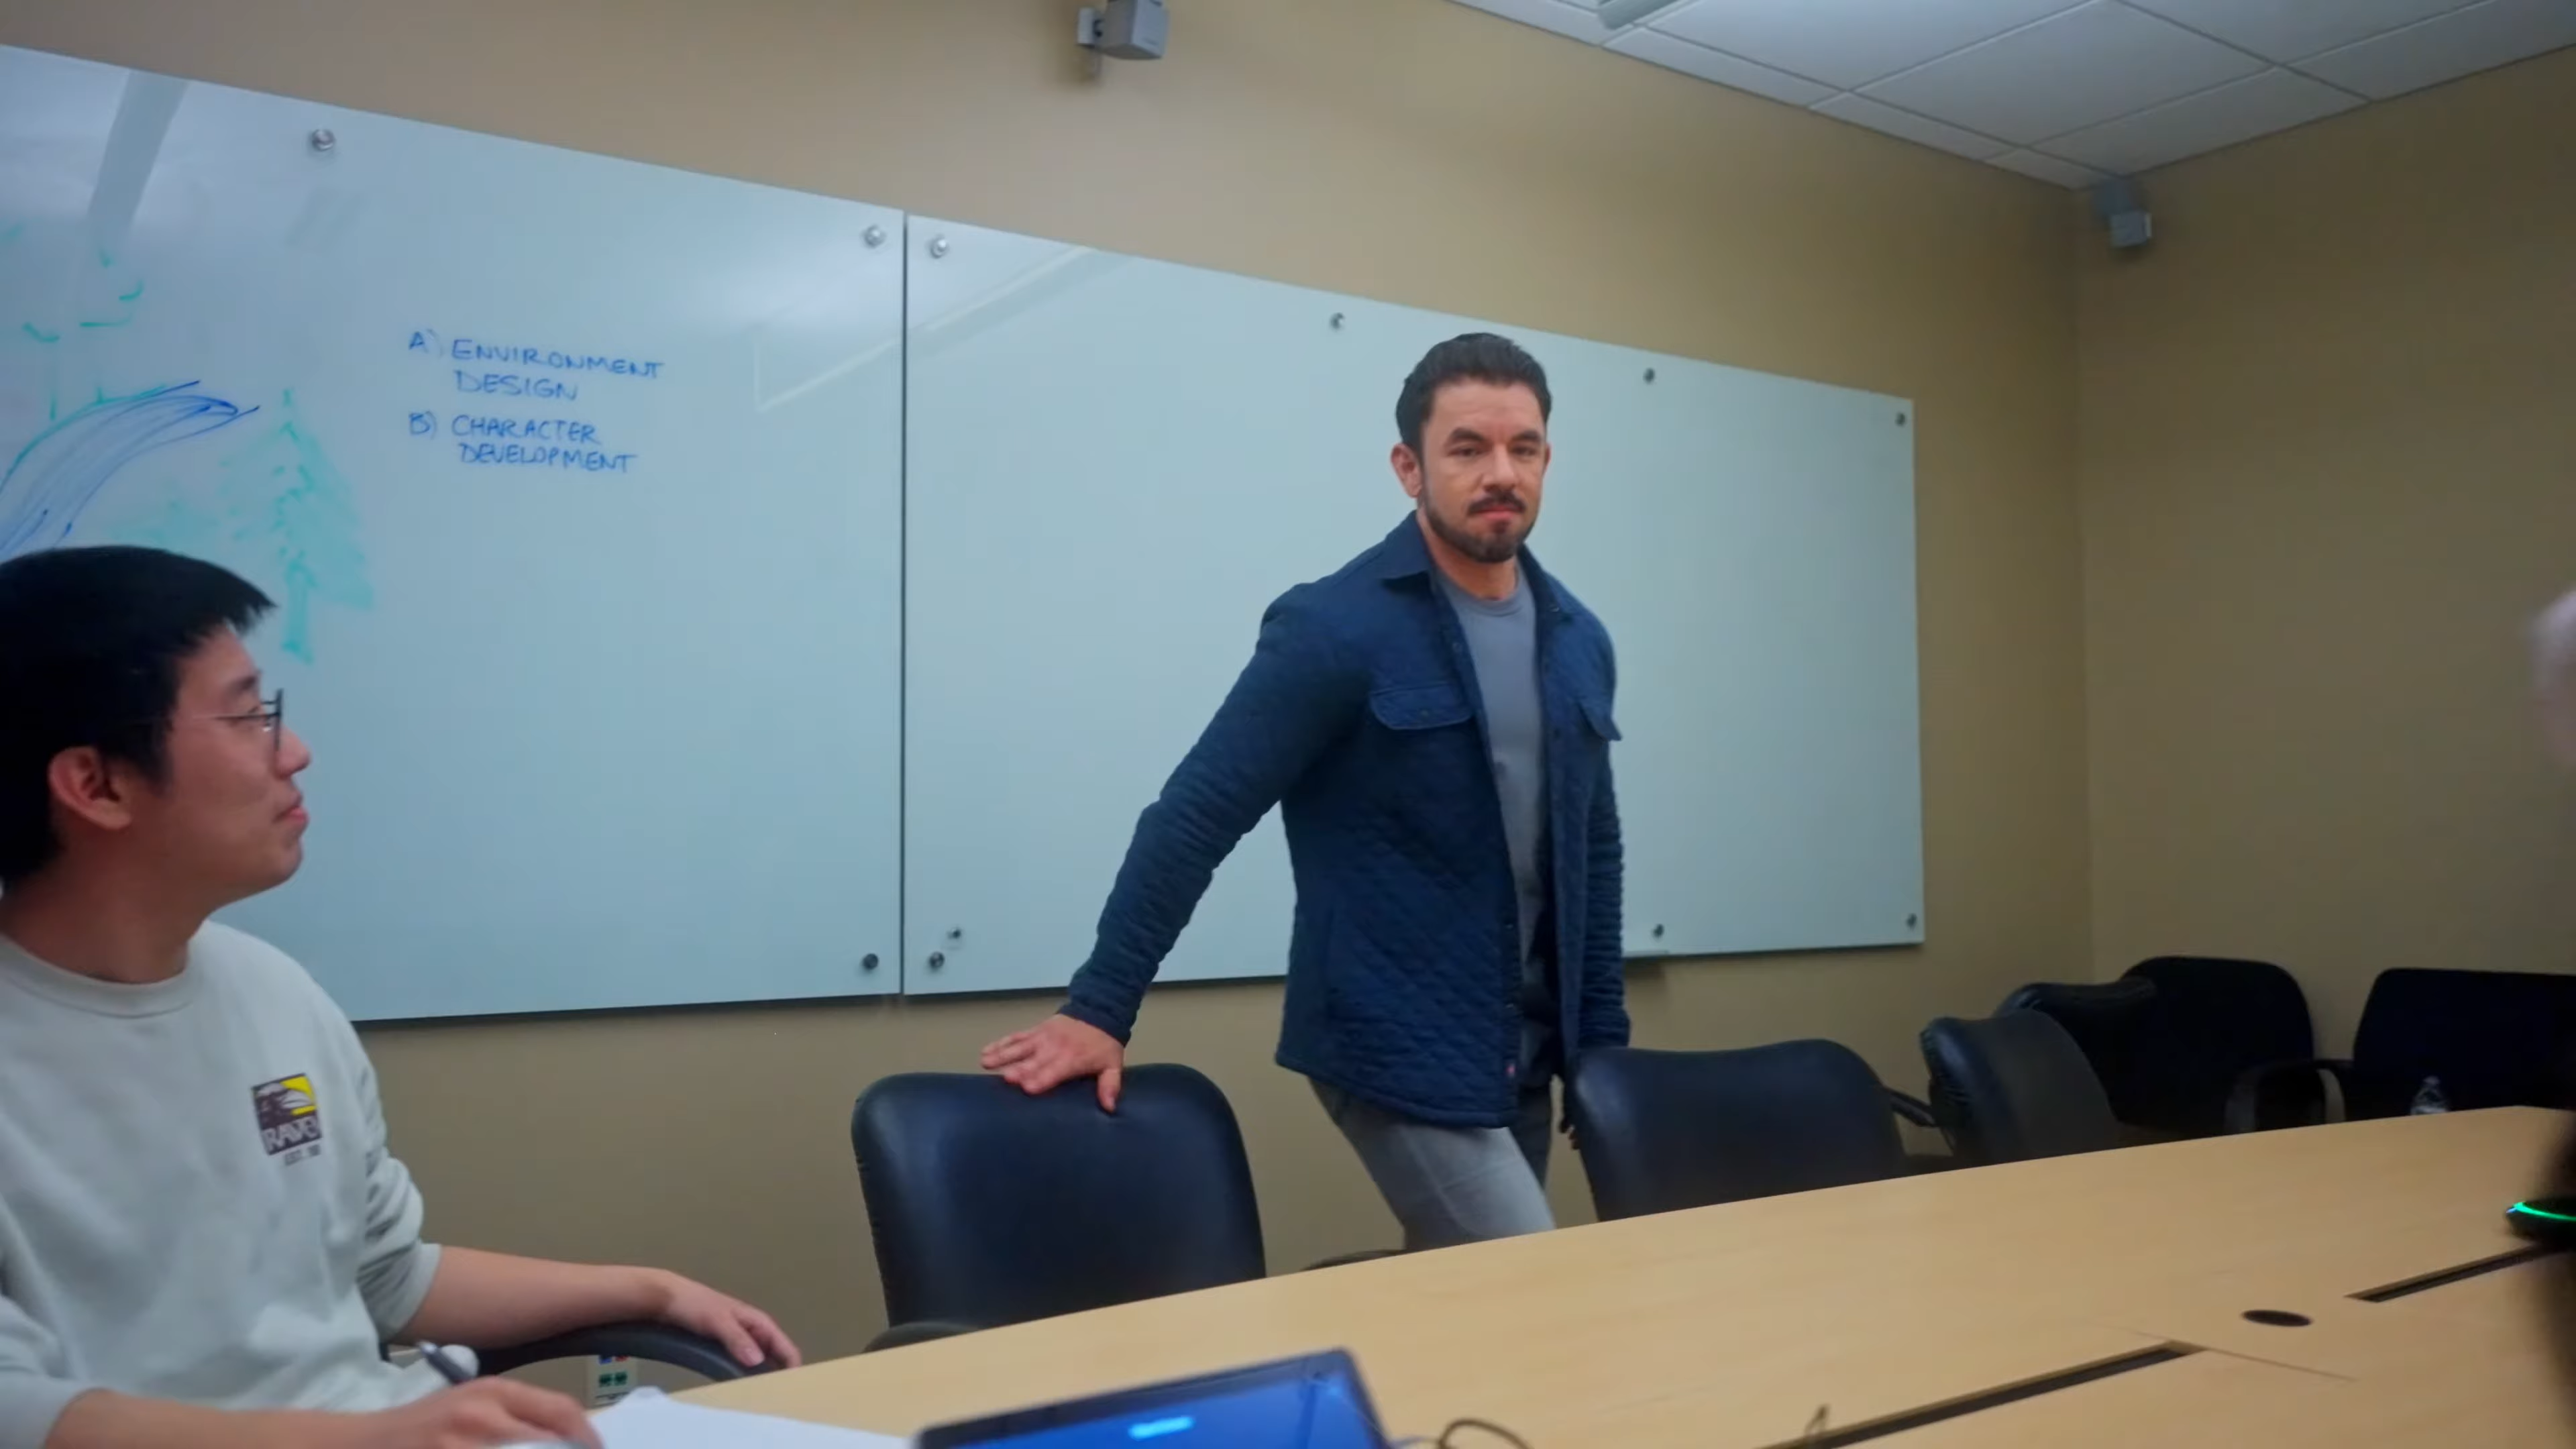 A) ENVIRONMENT
DESIGN
B) CHARACTER
DEVELOPMENT